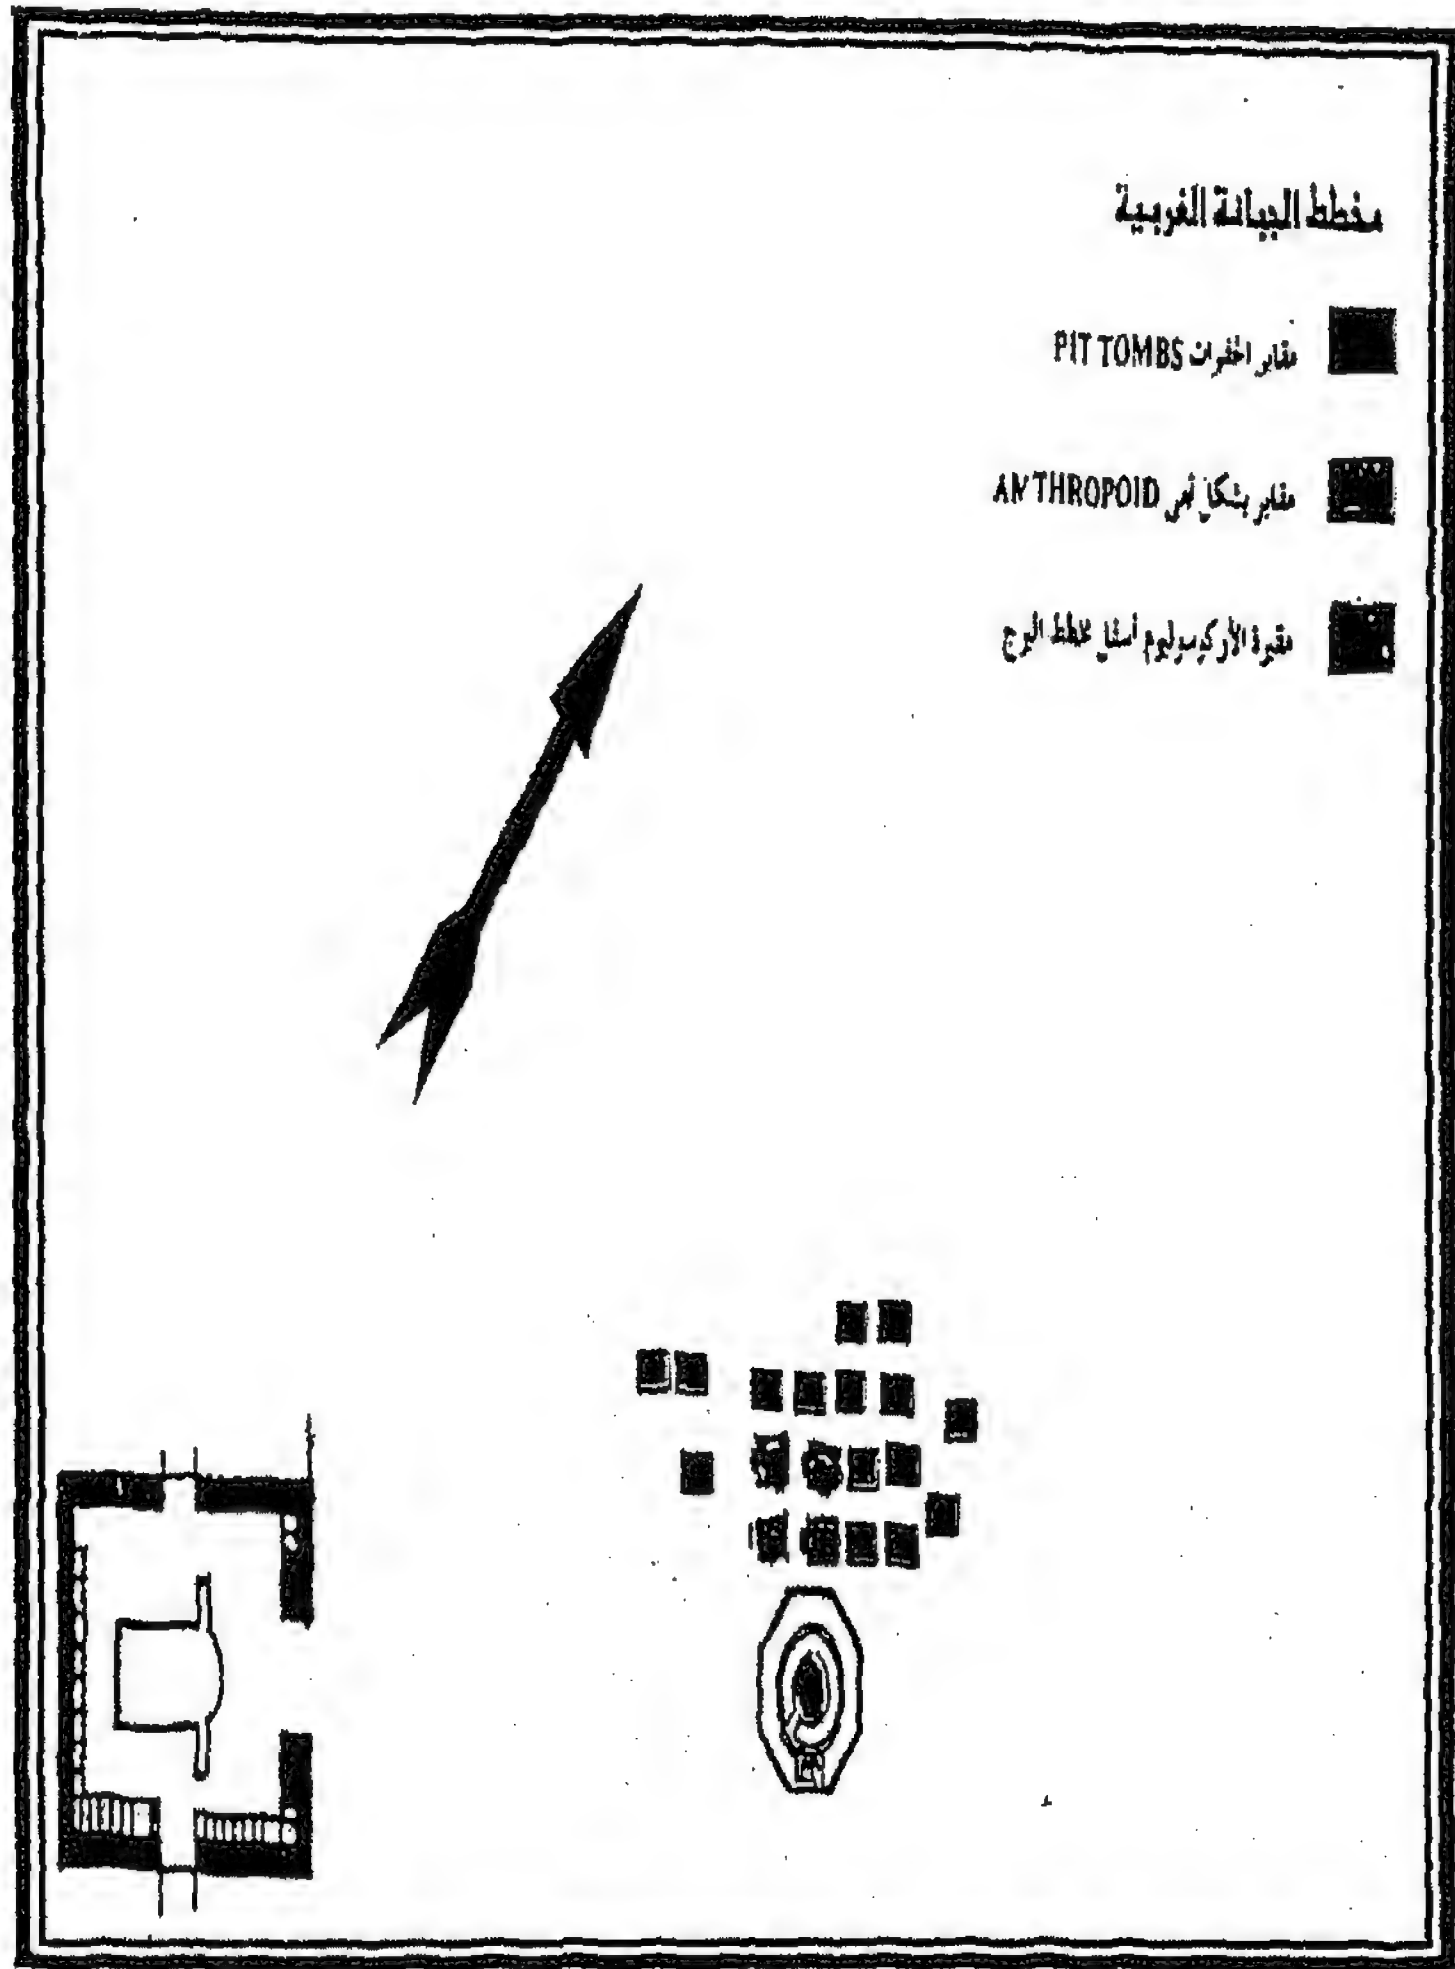 مخطط الجبانة الغربية
مقابر الحفرات PIT TOMBS
مقابر بشكل آدمي ANTHROPOID
مقبرة الأركوسوليوم أسفل مخطط البرج